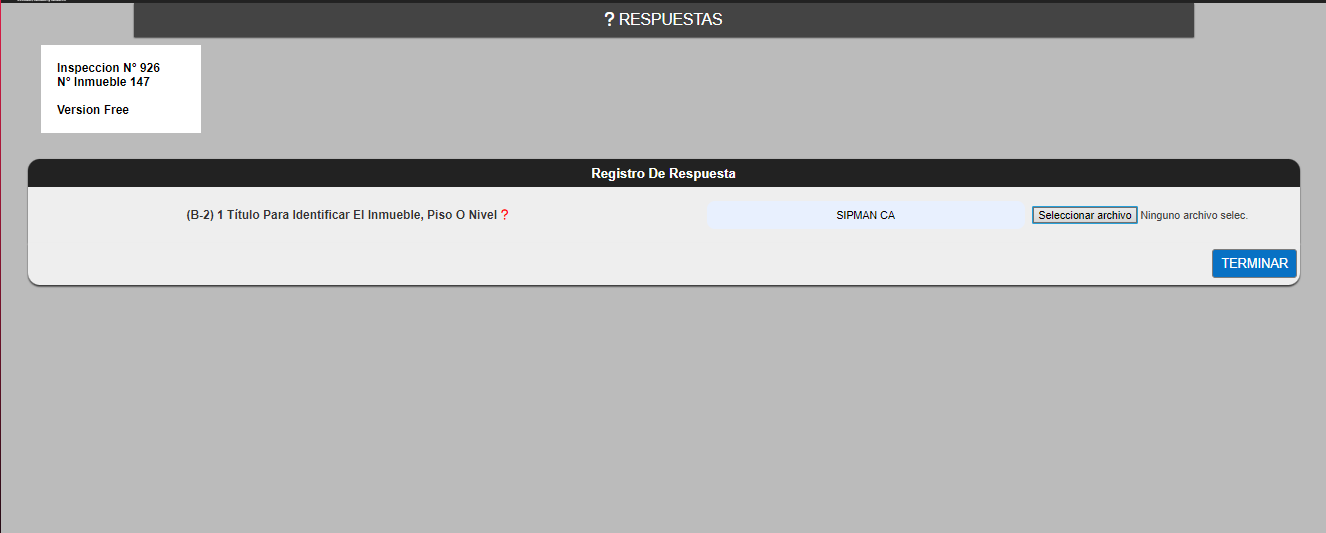 ? RESPUESTAS
Inspeccion N° 926
N° Inmueble 147
Version Free
Registro De Respuesta
(B-2) 1 Título Para Identificar El Inmueble, Piso O Nivel ? SIPMAN CA Seleccionar archivo Ninguno archivo selec.
TERMINAR